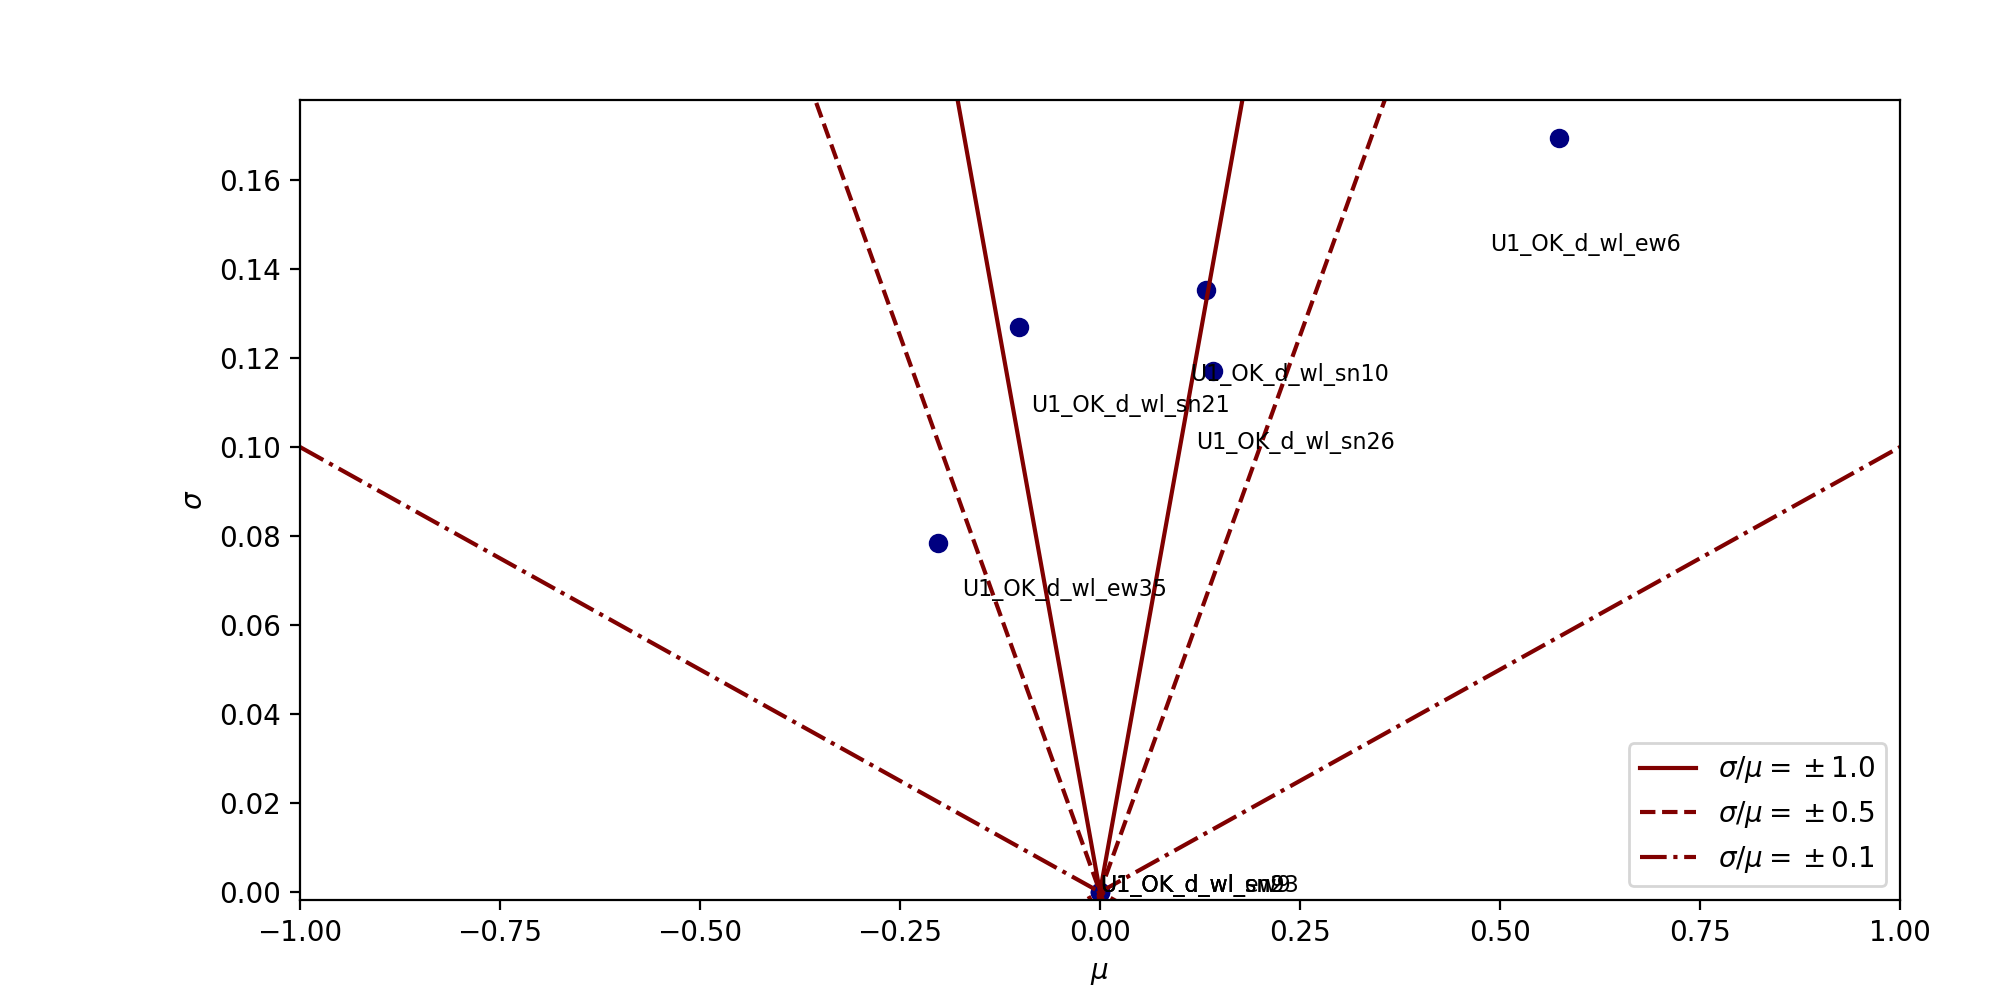 0.16
0.14
0.12
0.10
0.08
0.06
0.04
0.02
0.00
σ
U1_OK_d_wl_ew6
U1_OK_d_wl_sn10
U1_OK_d_wl_sn21
U1_OK_d_wl_sn26
U1_OK_d_wl_ew35
σ/μ = ±1.0
σ/μ = ±0.5
σ/μ = ±0.1
−1.00 −0.75 −0.50 −0.25 0.00 0.25 0.50 0.75 1.00
μ